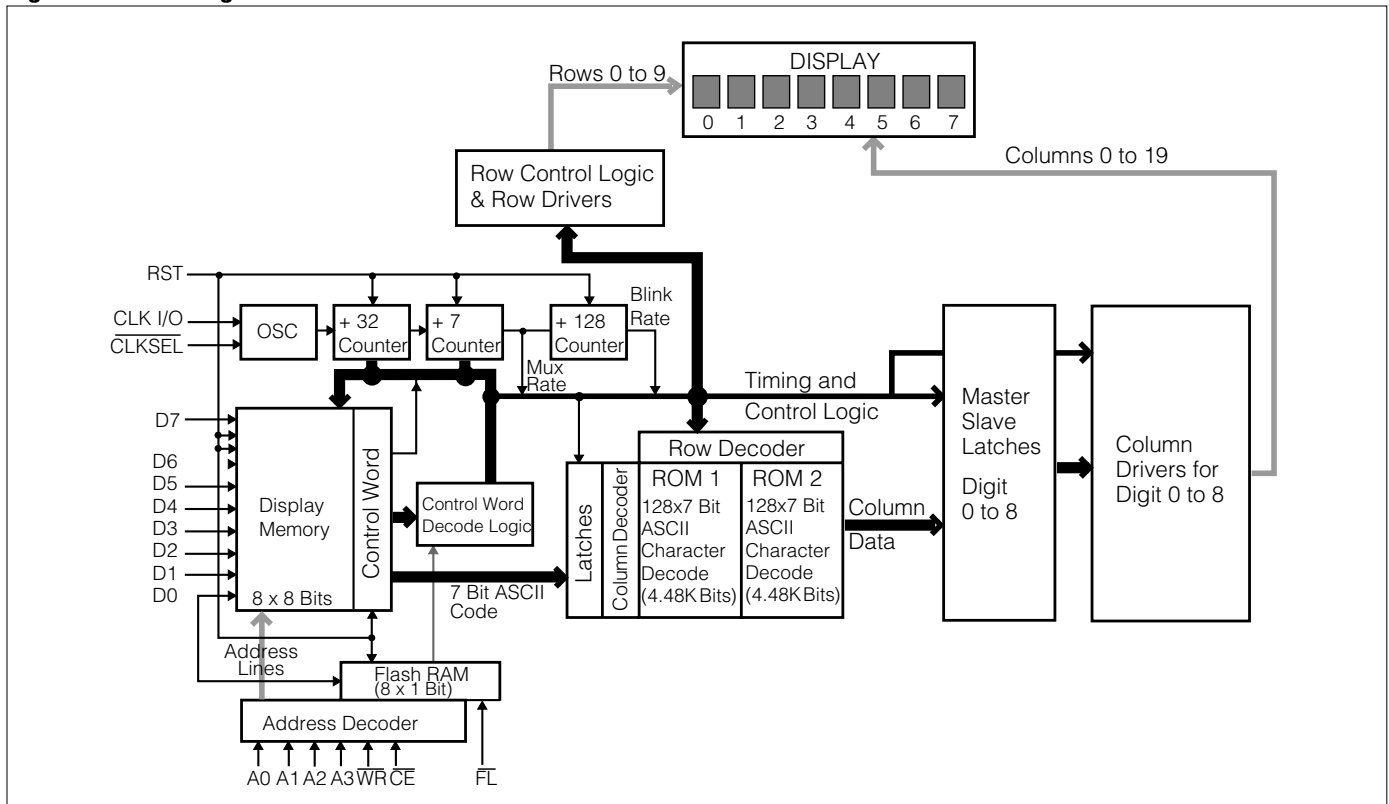 DISPLAY
0 1 2 3 4 5 6 7
Rows 0 to 9
Columns 0 to 19
Row Control Logic
& Row Drivers
RST
CLK I/O
CLKSEL
OSC
+ 32
Counter
+ 7
Counter
+ 128
Counter
Blink
Rate
Mux
Rate
Timing and
Control Logic
D7
D6
D5
D4
D3
D2
D1
D0
Display
Memory
8 x 8 Bits
Control Word
Control Word
Decode Logic
7 Bit ASCII
Code
Latches
Column Decoder
Row Decoder
ROM 1
128x7 Bit
ASCII
Character
Decode
(4.48K Bits)
ROM 2
128x7 Bit
ASCII
Character
Decode
(4.48K Bits)
Column
Data
Master
Slave
Latches
Digit
0 to 8
Column
Drivers for
Digit 0 to 8
Address
Lines
Flash RAM
(8 x 1 Bit)
Address Decoder
A0 A1 A2 A3 WR CE
FL